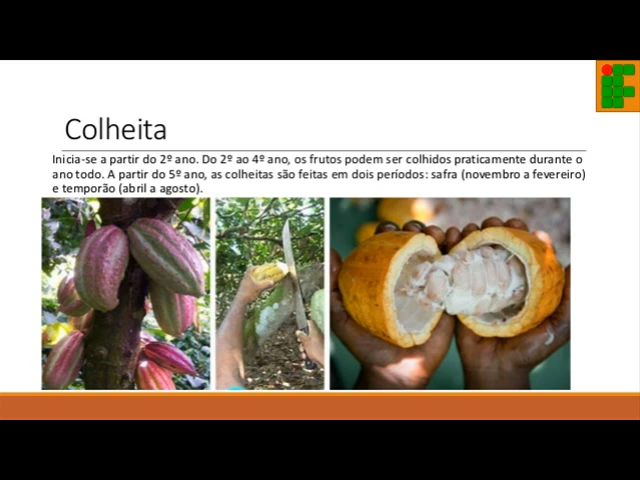 Colheita
Inicia-se a partir do 2º ano. Do 2º ao 4º ano, os frutos podem ser colhidos praticamente durante o
ano todo. A partir do 5º ano, as colheitas são feitas em dois períodos: safra (novembro a fevereiro)
e temporão (abril a agosto).